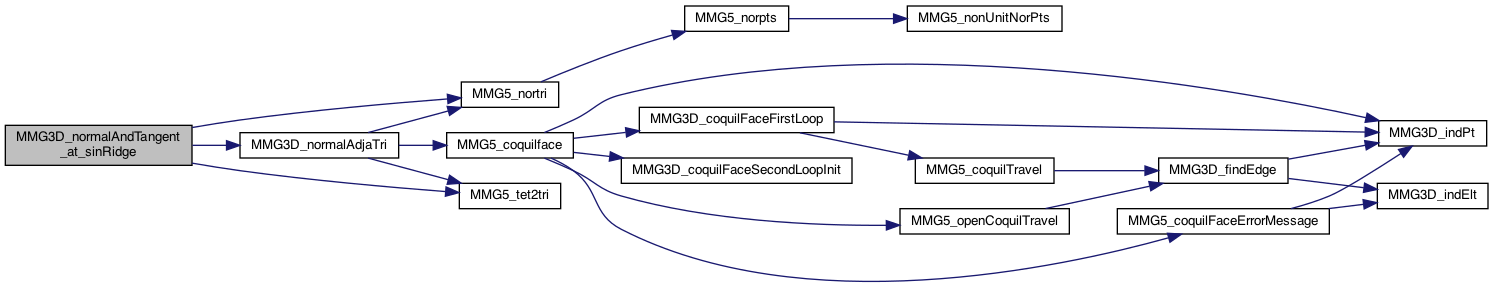 MMG3D_normalAndTangent
_at_sinRidge
MMG3D_normalAdjaTri
MMG5_nortri
MMG5_norpts
MMG5_nonUnitNorPts
MMG5_coquilface
MMG5_tet2tri
MMG3D_coquilFaceFirstLoop
MMG3D_coquilFaceSecondLoopInit
MMG5_coquilTravel
MMG5_openCoquilTravel
MMG3D_findEdge
MMG5_coquilFaceErrorMessage
MMG3D_indPt
MMG3D_indElt